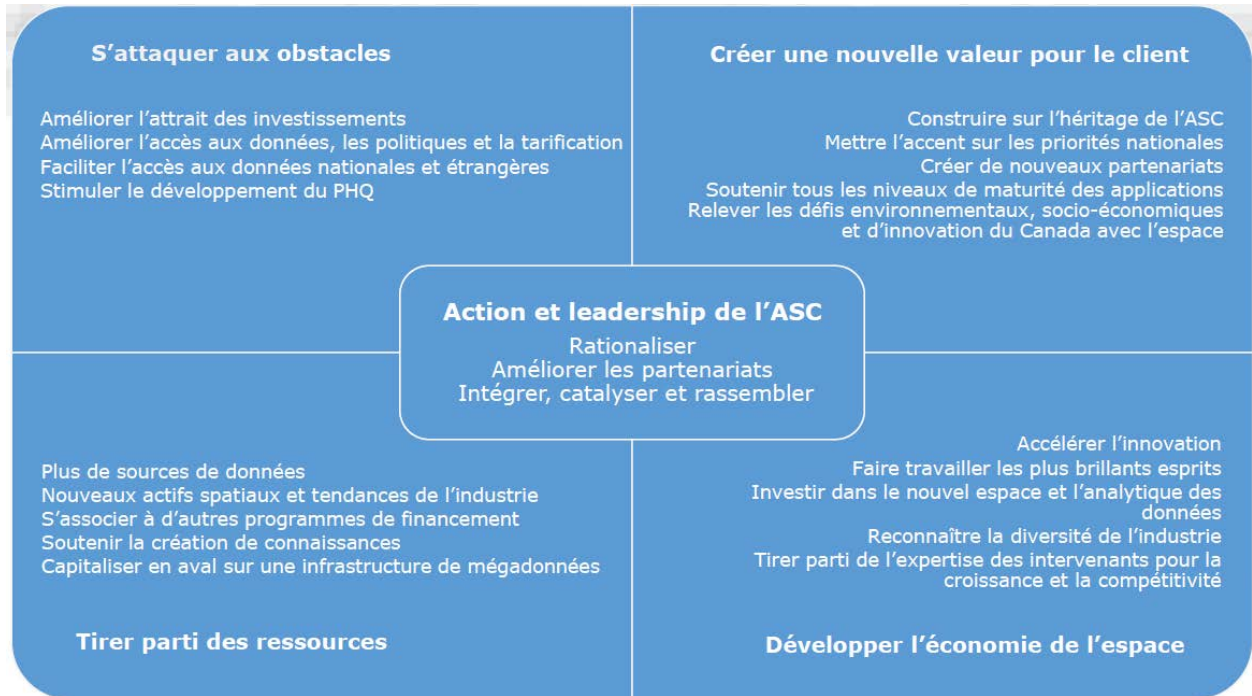 S’attaquer aux obstacles
Améliorer l’attrait des investissements
Améliorer l’accès aux données, les politiques et la tarification
Faciliter l’accès aux données nationales et étrangères
Stimuler le développement du PHQ
Créer une nouvelle valeur pour le client
Construire sur l’héritage de l’ASC
Mettre l’accent sur les priorités nationales
Créer de nouveaux partenariats
Soutenir tous les niveaux de maturité des applications
Relever les défis environnementaux, socio-économiques
et d’innovation du Canada avec l’espace
Action et leadership de l’ASC
Rationaliser
Améliorer les partenariats
Intégrer, catalyser et rassembler
Plus de sources de données
Nouveaux actifs spatiaux et tendances de l’industrie
S’associer à d’autres programmes de financement
Soutenir la création de connaissances
Capitaliser en aval sur une infrastructure de mégadonnées
Tirer parti des ressources
Accélérer l’innovation
Faire travailler les plus brillants esprits
Investir dans le nouvel espace et l’analytique des
données
Reconnaître la diversité de l’industrie
Tirer parti de l’expertise des intervenants pour la
croissance et la compétitivité
Développer l’économie de l’espace